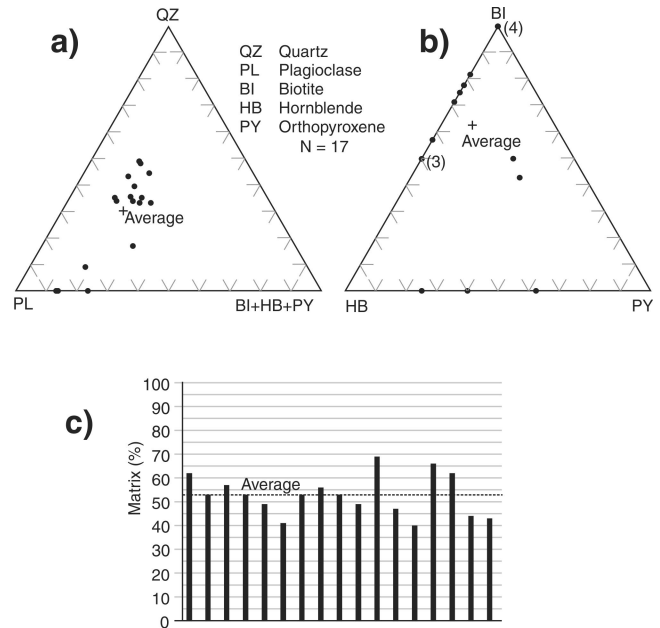 a)
QZ
QZ Quartz
PL Plagioclase
BI Biotite
HB Hornblende
PY Orthopyroxene
N = 17
Average
PL
BI+HB+PY
b)
BI
(4)
Average
(3)
HB
PY
c)
Matrix (%)
100
90
80
70
60
50
40
30
20
10
0
Average